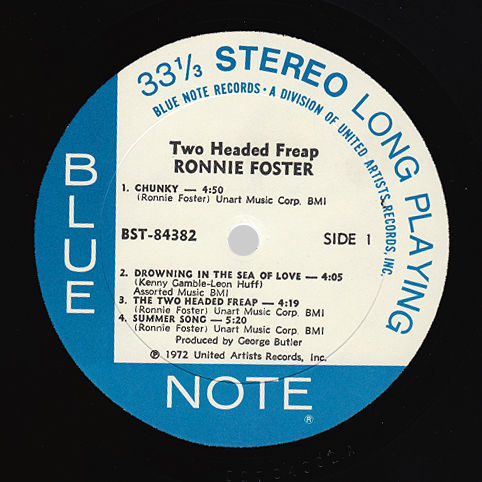 33⅓ STEREO LONG PLAYING
BLUE NOTE RECORDS • A DIVISION OF UNITED ARTISTS RECORDS, INC.
Two Headed Freap
RONNIE FOSTER
1. CHUNKY — 4:50
(Ronnie Foster) Unart Music Corp. BMI
BST-84382 SIDE 1
2. DROWNING IN THE SEA OF LOVE — 4:05
(Kenny Gamble-Leon Huff)
Assorted Music BMI
3. THE TWO HEADED FREAP — 4:19
(Ronnie Foster) Unart Music Corp. BMI
4. SUMMER SONG — 5:20
(Ronnie Foster) Unart Music Corp. BMI
Produced by George Butler
℗ 1972 United Artists Records, Inc.
BLUE
NOTE®